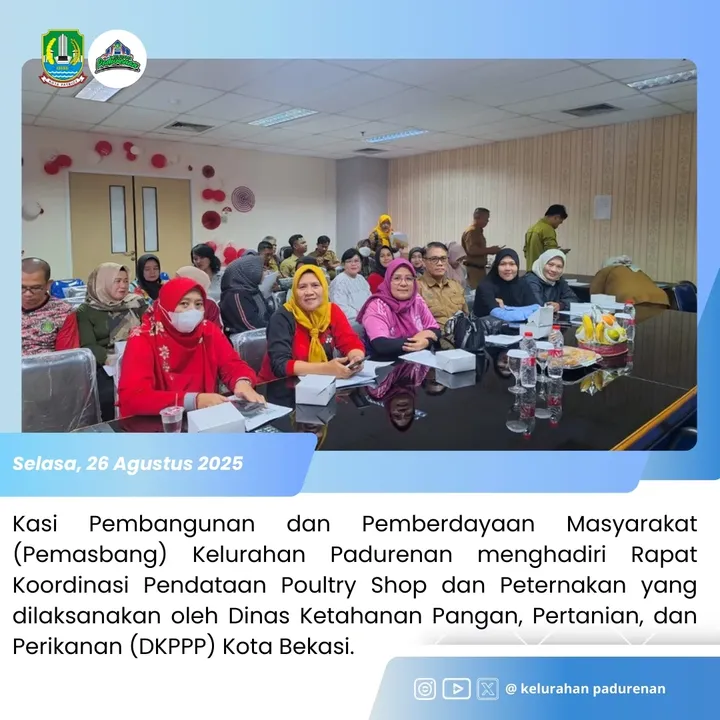 Selasa, 26 Agustus 2025
Kasi Pembangunan dan Pemberdayaan Masyarakat
(Pemasbang) Kelurahan Padurenan menghadiri Rapat
Koordinasi Pendataan Poultry Shop dan Peternakan yang
dilaksanakan oleh Dinas Ketahanan Pangan, Pertanian, dan
Perikanan (DKPPP) Kota Bekasi.
@ kelurahan padurenan